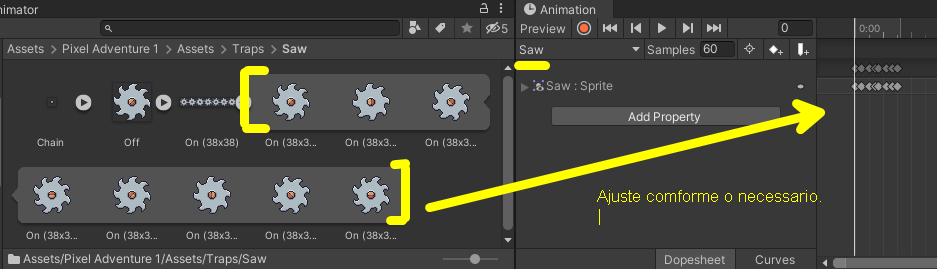 nimator
Animation
5
Preview
0
0:00
Assets > Pixel Adventure 1 > Assets > Traps > Saw
Saw
Samples 60
Saw : Sprite
Add Property
Chain
Off
On (38x38)
On (38x3...
On (38x3...
On (38x3...
Ajuste comforme o necessario.
On (38x3...
On (38x3...
On (38x3...
On (38x3...
On (38x3...
Assets/Pixel Adventure 1/Assets/Traps/Saw
Dopesheet
Curves